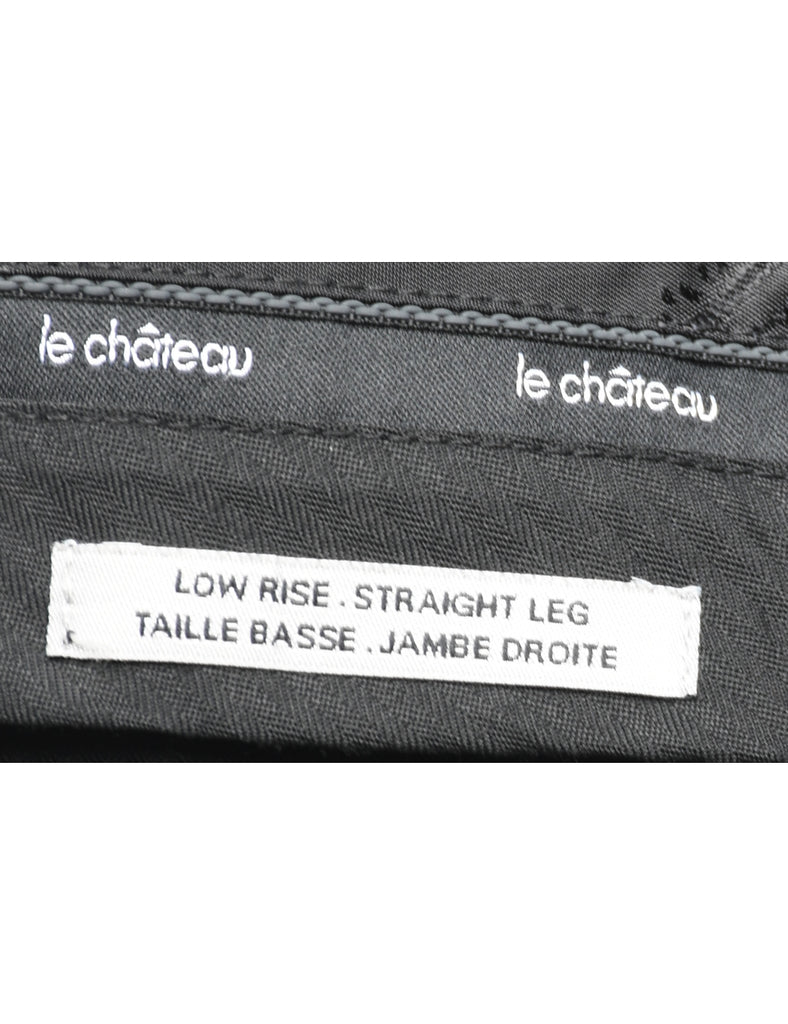 le château le château
LOW RISE . STRAIGHT LEG
TAILLE BASSE . JAMBE DROITE